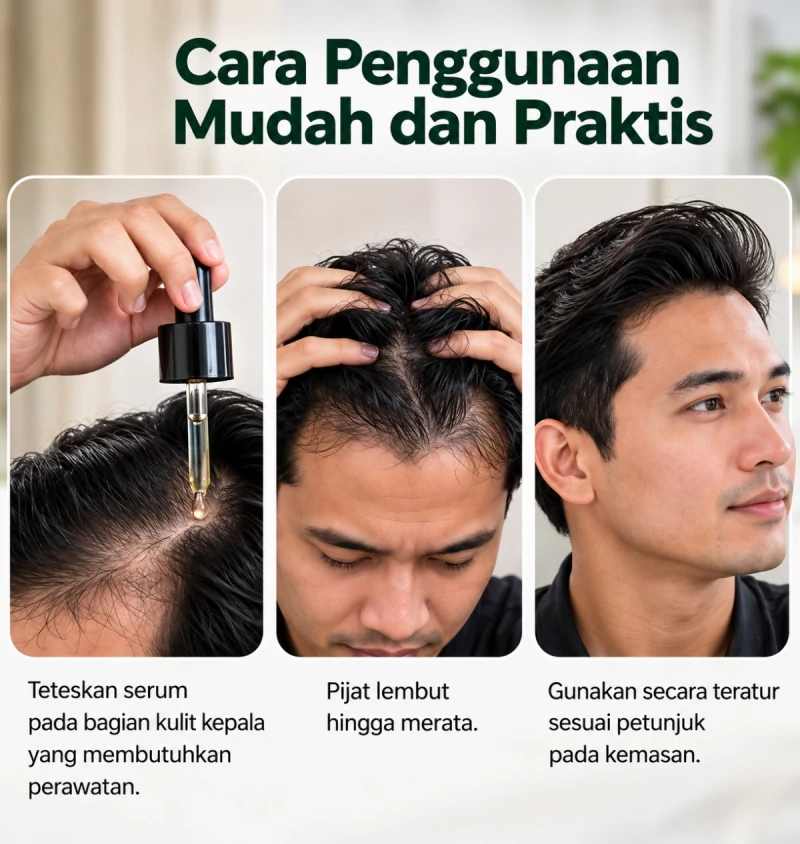 Cara Penggunaan
Mudah dan Praktis
Teteskan serum
pada bagian kulit kepala
yang membutuhkan
perawatan.
Pijat lembut
hingga merata.
Gunakan secara teratur
sesuai petunjuk
pada kemasan.